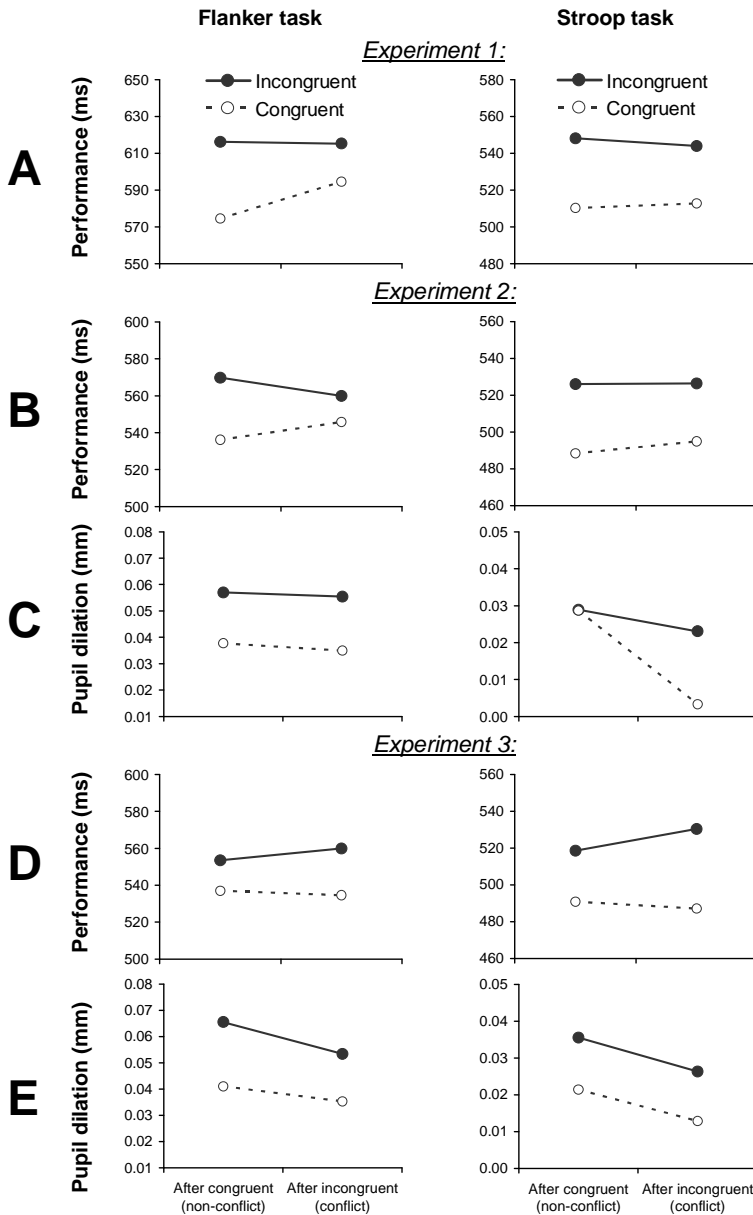 Flanker task
Stroop task
Experiment 1:
A
Performance (ms)
650
630
610
590
570
550
Incongruent
Congruent
580
560
540
520
500
480
Incongruent
Congruent
Experiment 2:
B
Performance (ms)
600
580
560
540
520
500
560
540
520
500
480
460
C
Pupil dilation (mm)
0.08
0.07
0.06
0.05
0.04
0.03
0.02
0.01
0.05
0.04
0.03
0.02
0.01
0.00
Experiment 3:
D
Performance (ms)
600
580
560
540
520
500
560
540
520
500
480
460
E
Pupil dilation (mm)
0.08
0.07
0.06
0.05
0.04
0.03
0.02
0.01
0.05
0.04
0.03
0.02
0.01
0.00
After congruent
(non-conflict)
After incongruent
(conflict)
After congruent
(non-conflict)
After incongruent
(conflict)